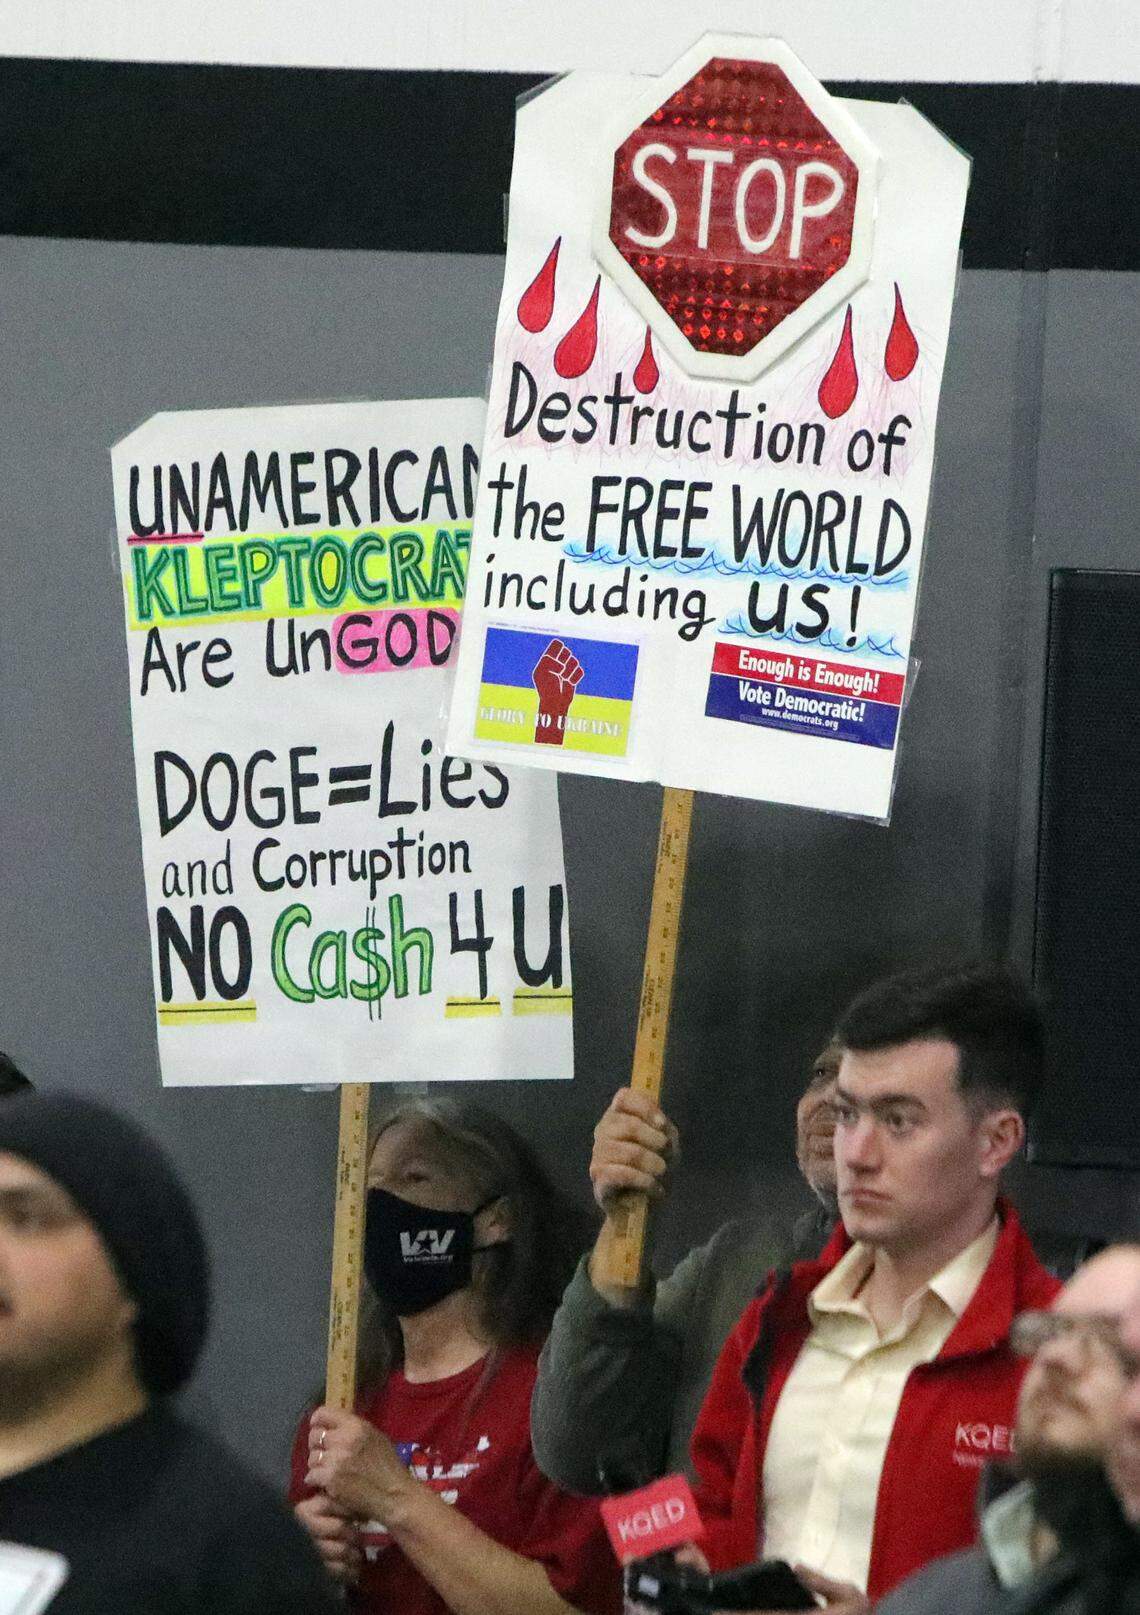 STOP
Destruction of
the FREE WORLD
including US!
GLORY TO UKRAINE
Enough is Enough!
Vote Democratic!
www.democrats.org
UNAMERICAN
KLEPTOCRAT
Are UnGOD
DOGE=Lies
and Corruption
NO Ca$h 4 U
VV
KQED
KQED